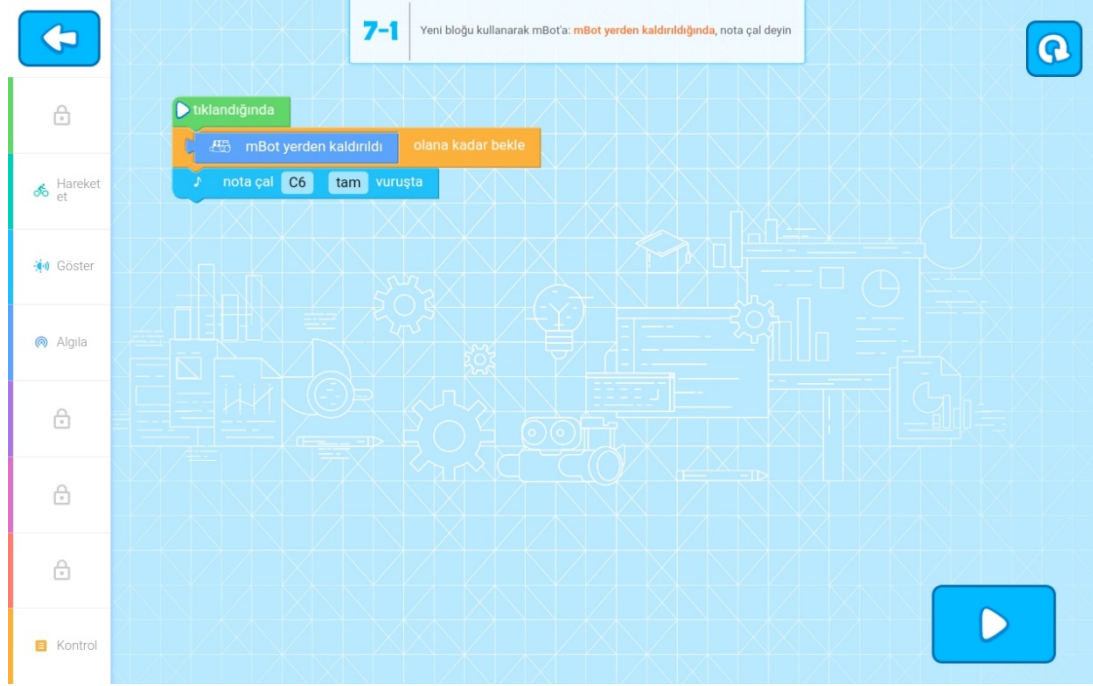 7-1
Yeni bloğu kullanarak mBot'a: mBot yerden kaldırıldığında, nota çal deyin
tıklandığında
mBot yerden kaldırıldı olana kadar bekle
nota çal C6 tam vuruşta
Hareket
et
Göster
Algıla
Kontrol